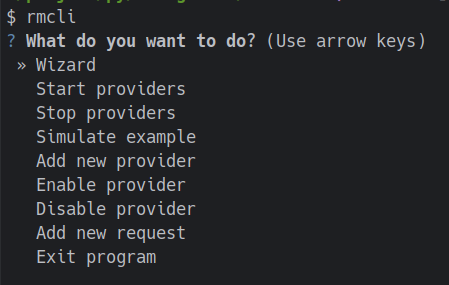 $ rmcli
? What do you want to do? (Use arrow keys)
» Wizard
Start providers
Stop providers
Simulate example
Add new provider
Enable provider
Disable provider
Add new request
Exit program